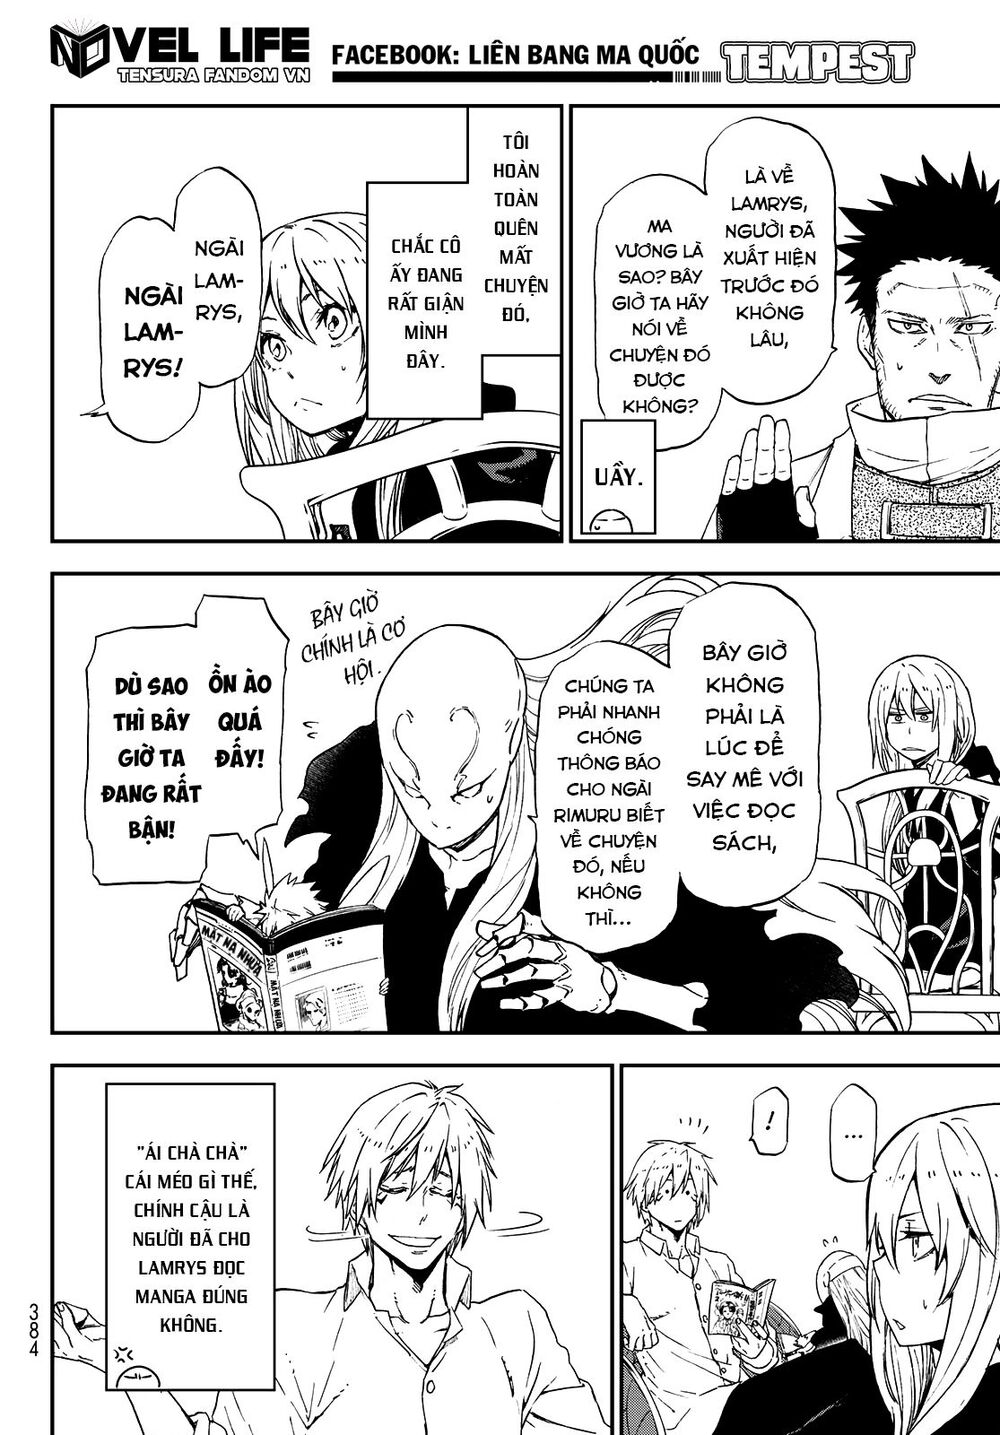 NOVEL LIFE
TENSURA FANDOM VN
FACEBOOK: LIÊN BANG MA QUỐC
TEMPEST
LÀ VỀ
LAMRYS,
NGƯỜI ĐÃ
XUẤT HIỆN
TRƯỚC ĐÓ
KHÔNG
LÂU,
MA
VƯƠNG LÀ
SAO? BÂY
GIỜ TA HÃY
NÓI VỀ
CHUYỆN ĐÓ
ĐƯỢC
KHÔNG?
UẦY.
TÔI
HOÀN
TOÀN
QUÊN
MẤT
CHUYỆN
ĐÓ,
CHẮC CÔ
ẤY ĐANG
RẤT GIẬN
MÌNH
ĐÂY.
NGÀI
LAM-
RYS,
NGÀI
LAM-
RYS!
BÂY GIỜ
KHÔNG
PHẢI LÀ
LÚC ĐỂ
SAY MÊ VỚI
VIỆC ĐỌC
SÁCH,
CHÚNG TA
PHẢI NHANH
CHÓNG
THÔNG BÁO
CHO NGÀI
RIMURU BIẾT
VỀ CHUYỆN
ĐÓ, NẾU
KHÔNG
THÌ...
BÂY GIỜ
CHÍNH LÀ CƠ
HỘI.
ỒN ÀO
QUÁ
ĐẤY!
DÙ SAO
THÌ BÂY
GIỜ TA
ĐANG RẤT
BẬN!
MẶT NẠ NHỰA
MẶT NẠ NHỰA
...
!
"ÁI CHÀ CHÀ"
CÁI MÉO GÌ THẾ,
CHÍNH CẬU LÀ
NGƯỜI ĐÃ CHO
LAMRYS ĐỌC
MANGA ĐÚNG
KHÔNG.
384